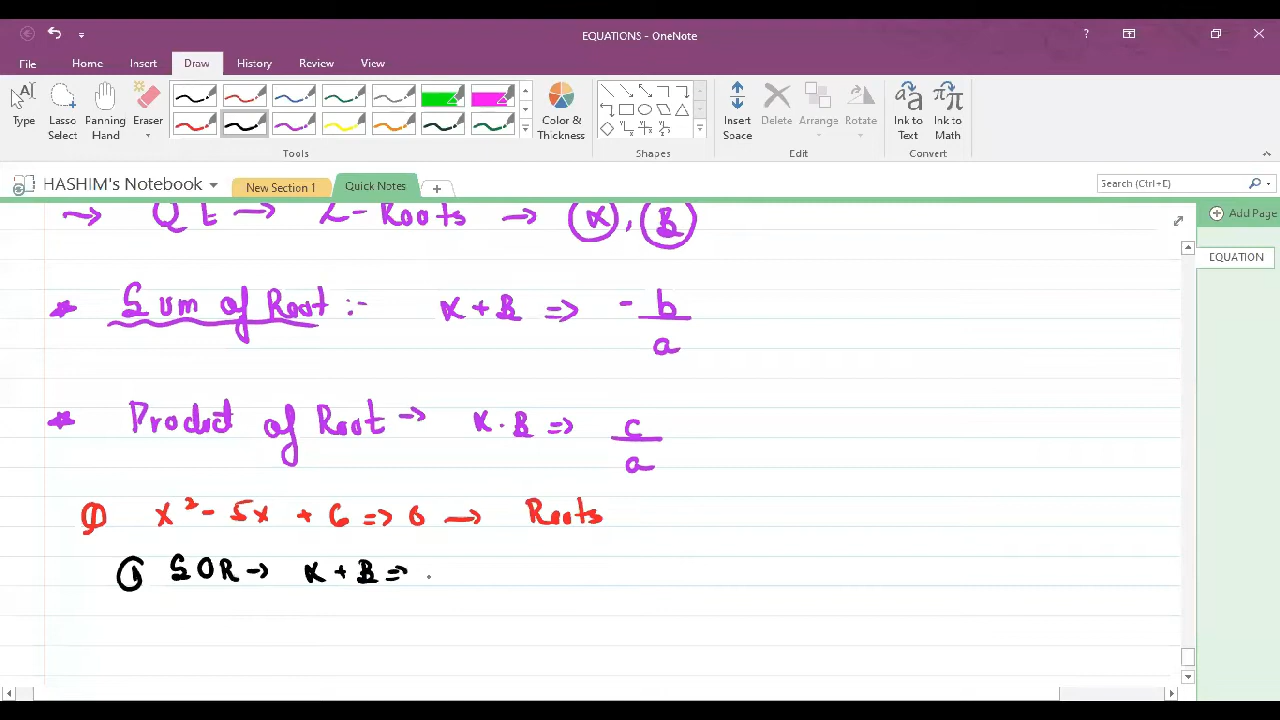 EQUATIONS - OneNote
File Home Insert Draw History Review View
Type Lasso Select Panning Hand Eraser Color & Thickness Insert Space Delete Arrange Rotate Ink to Text Ink to Math
Tools Shapes Edit Convert
HASHIM's Notebook New Section 1 Quick Notes Search (Ctrl+E)
Add Page
EQUATION
→ QE → 2-Roots → α, β
* Sum of Root :- α + β ⇒ - b/a
* Product of Root → α · β ⇒ c/a
① x² - 5x + 6 ⇒ 0 → Roots
① SOR → α + β ⇒